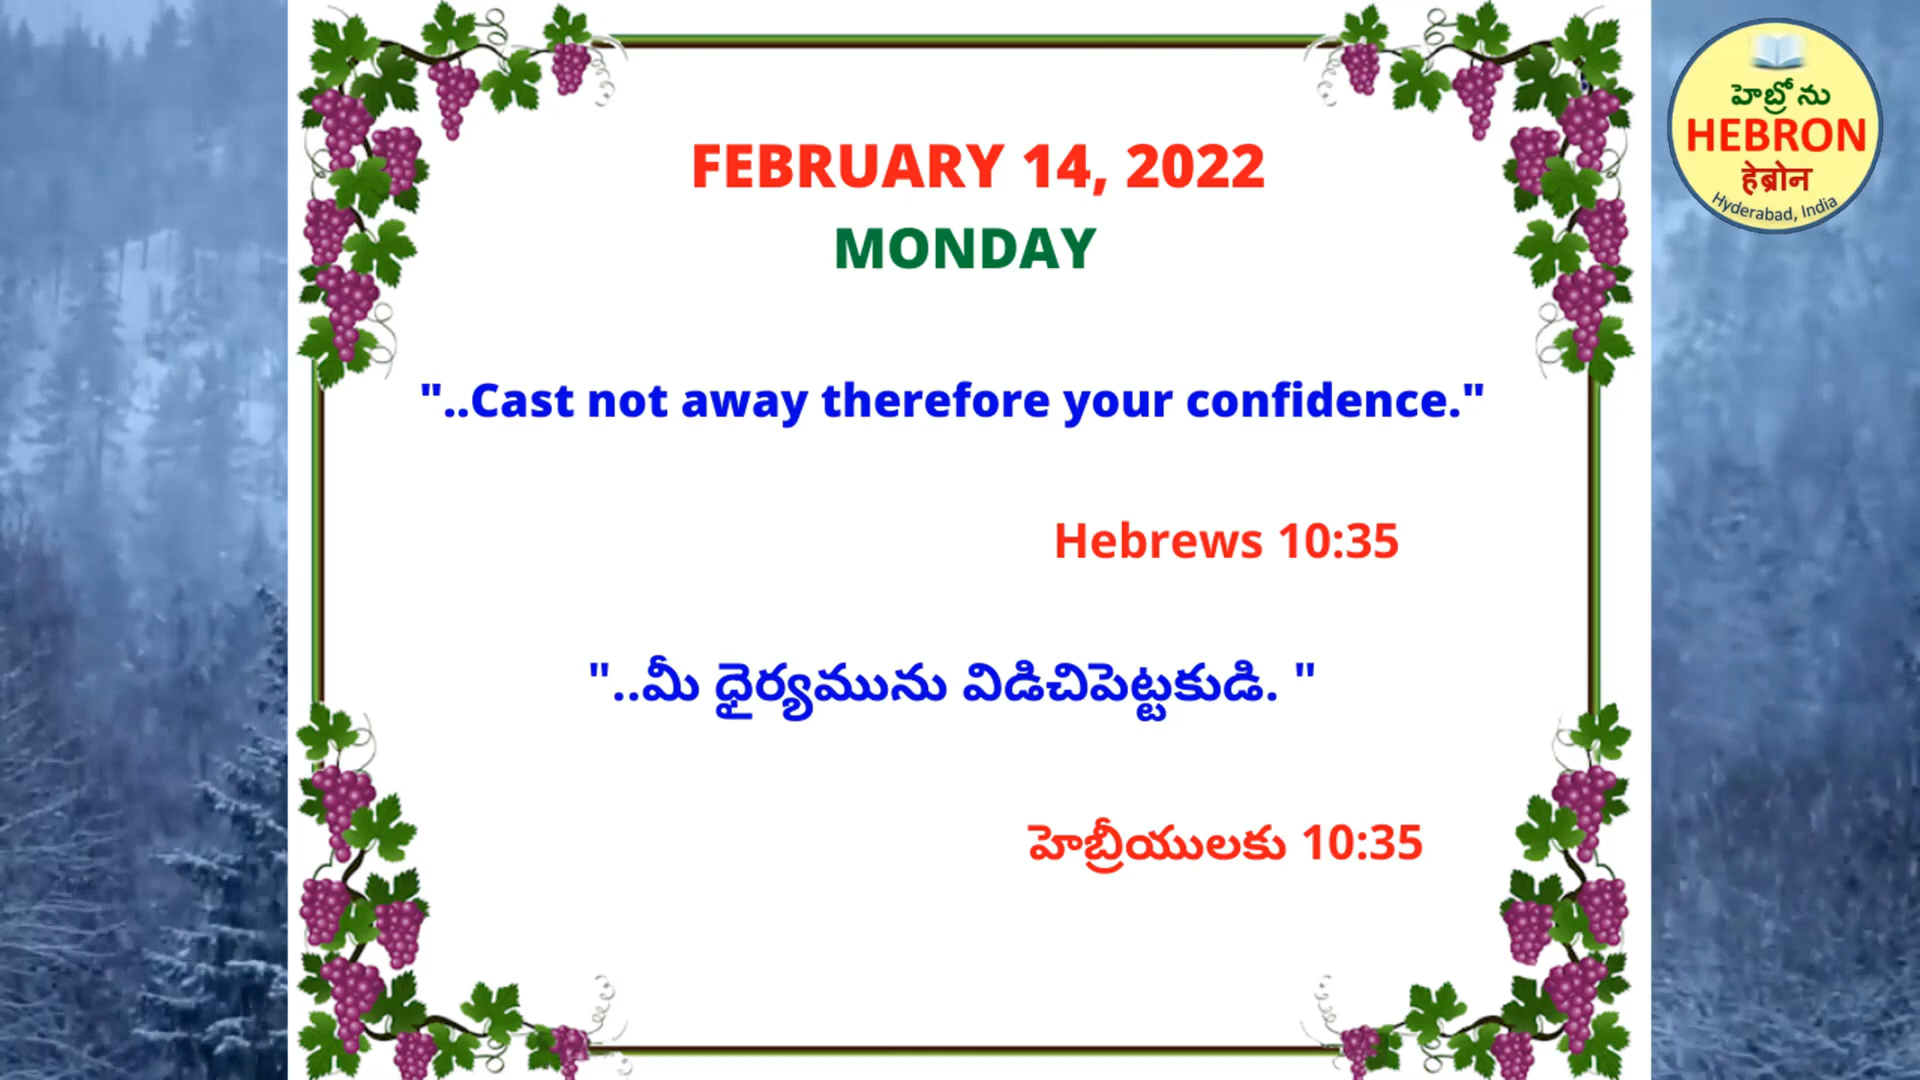 FEBRUARY 14, 2022
MONDAY
"..Cast not away therefore your confidence."
Hebrews 10:35
"..మీ ధైర్యమును విడిచిపెట్టకుడి. "
హెబ్రీయులకు 10:35
హెబ్రోను
HEBRON
हेब्रोन
Hyderabad, India